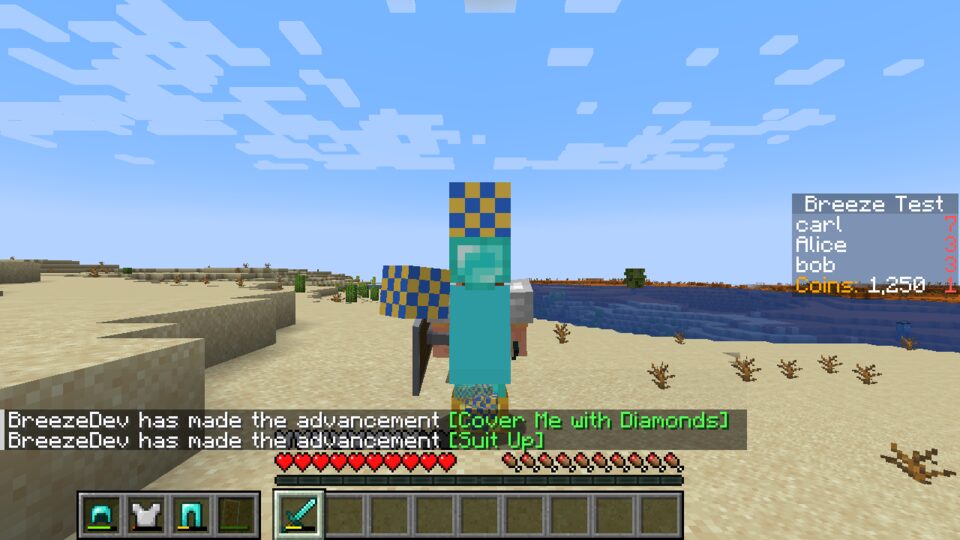 Breeze Test
carl 7
Alice 3
bob 3
Coins: 1,250 1
BreezeDev has made the advancement [Cover Me with Diamonds]
BreezeDev has made the advancement [Suit Up]